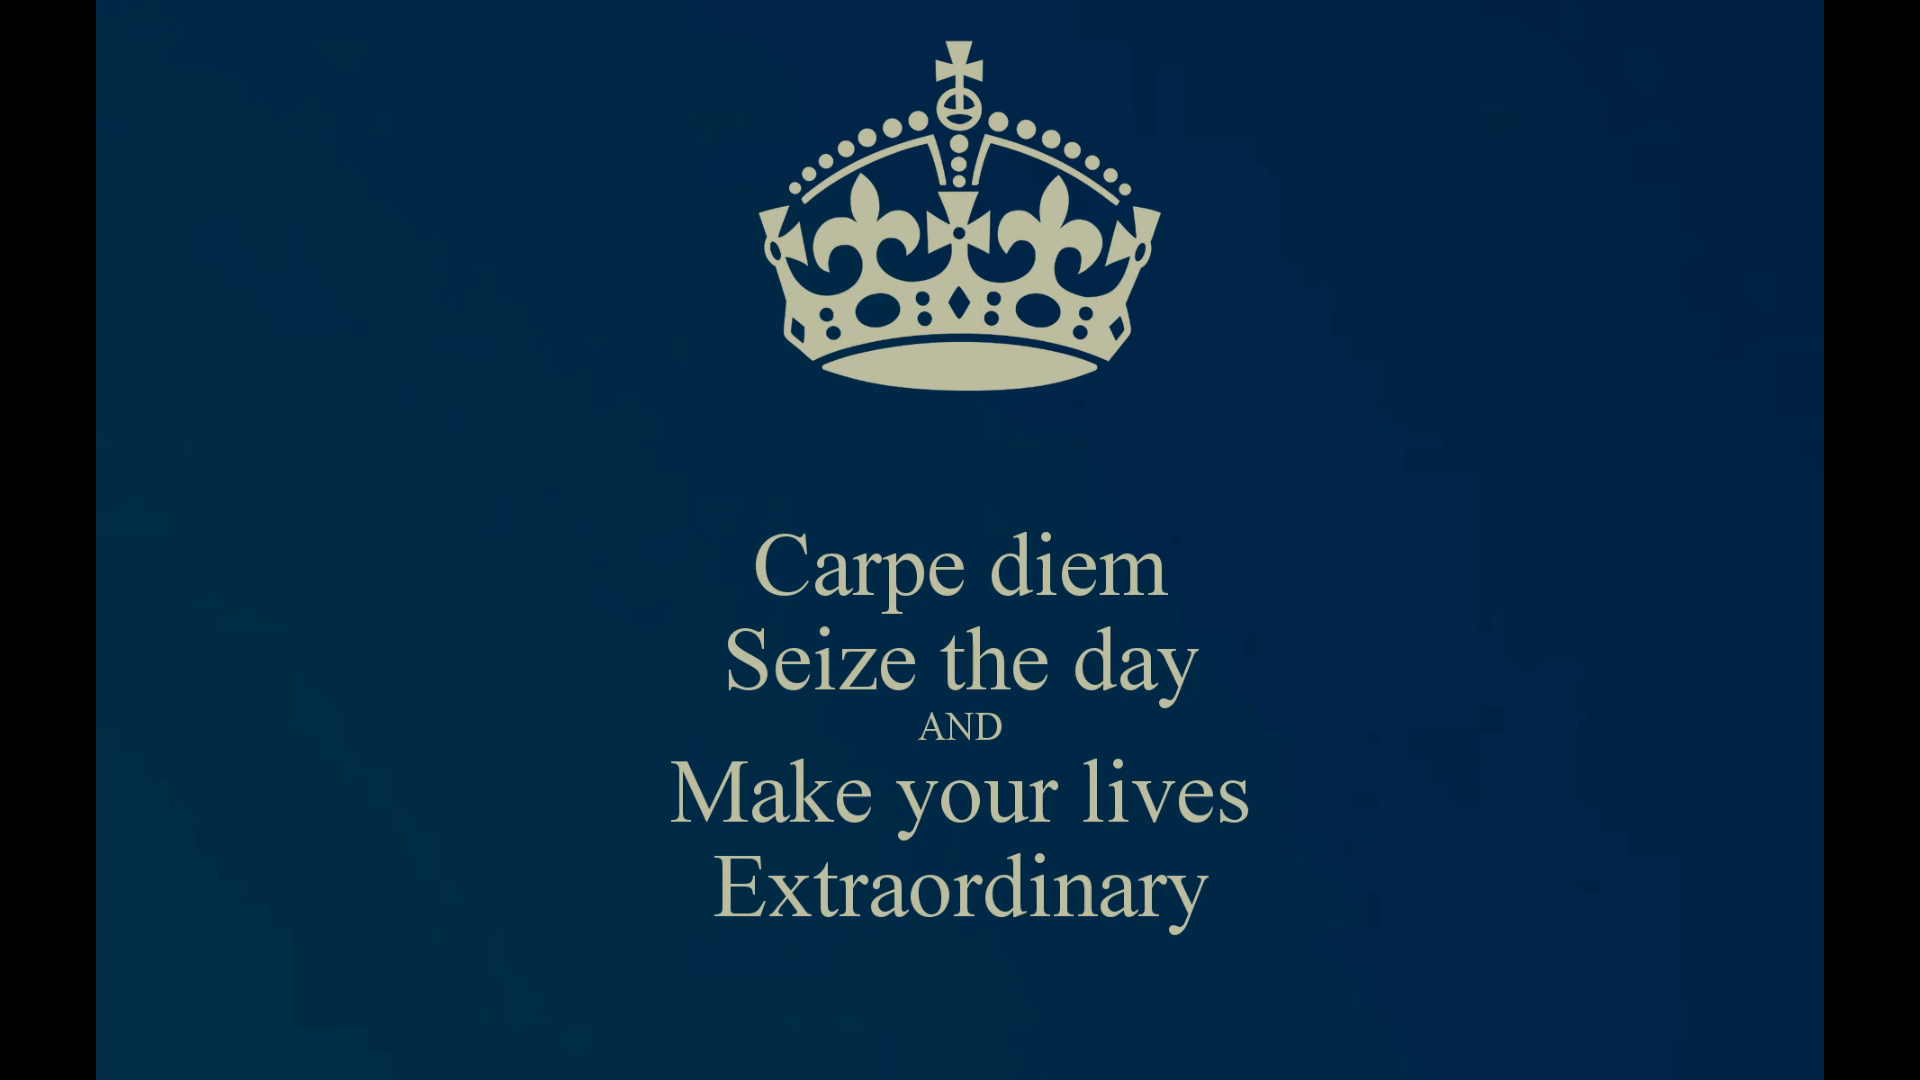 Carpe diem
Seize the day
AND
Make your lives
Extraordinary